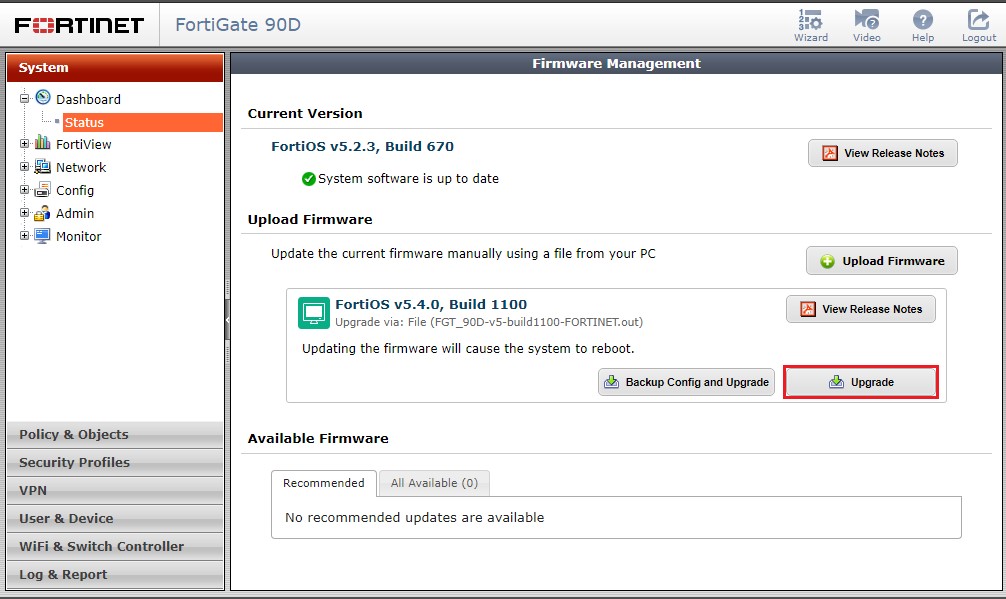 FORTINET
FortiGate 90D
Wizard
Video
Help
Logout
System
Dashboard
Status
FortiView
Network
Config
Admin
Monitor
Policy & Objects
Security Profiles
VPN
User & Device
WiFi & Switch Controller
Log & Report
Firmware Management
Current Version
FortiOS v5.2.3, Build 670
View Release Notes
System software is up to date
Upload Firmware
Update the current firmware manually using a file from your PC
Upload Firmware
FortiOS v5.4.0, Build 1100
View Release Notes
Upgrade via: File (FGT_90D-v5-build1100-FORTINET.out)
Updating the firmware will cause the system to reboot.
Backup Config and Upgrade
Upgrade
Available Firmware
Recommended
All Available (0)
No recommended updates are available